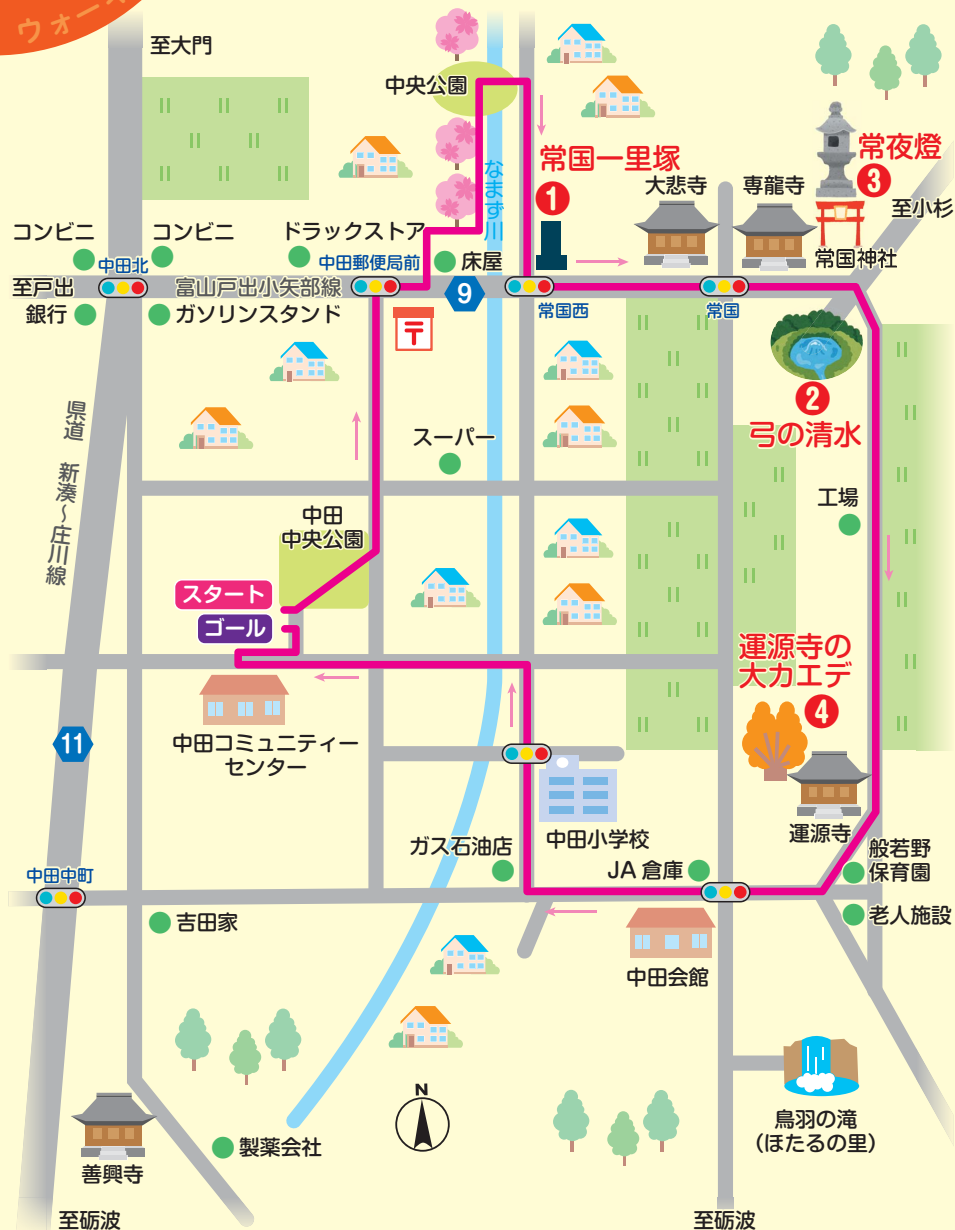 ウォー
至大門
中央公園
なまず川
常国一里塚
1
大悲寺
専龍寺
常夜燈
3
至小杉
常国神社
コンビニ
コンビニ
ドラックストア
中田北
中田郵便局前
床屋
至戸出
富山戸出小矢部線
9
常国西
常国
銀行
ガソリンスタンド
〒
2
弓の清水
県道 新湊~庄川線
スーパー
工場
中田
中央公園
スタート
ゴール
運源寺の
大カエデ
4
11
中田コミュニティー
センター
運源寺
中田小学校
ガス石油店
JA 倉庫
般若野
保育園
中田中町
吉田家
老人施設
中田会館
N
鳥羽の滝
(ほたるの里)
製薬会社
善興寺
至砺波
至砺波